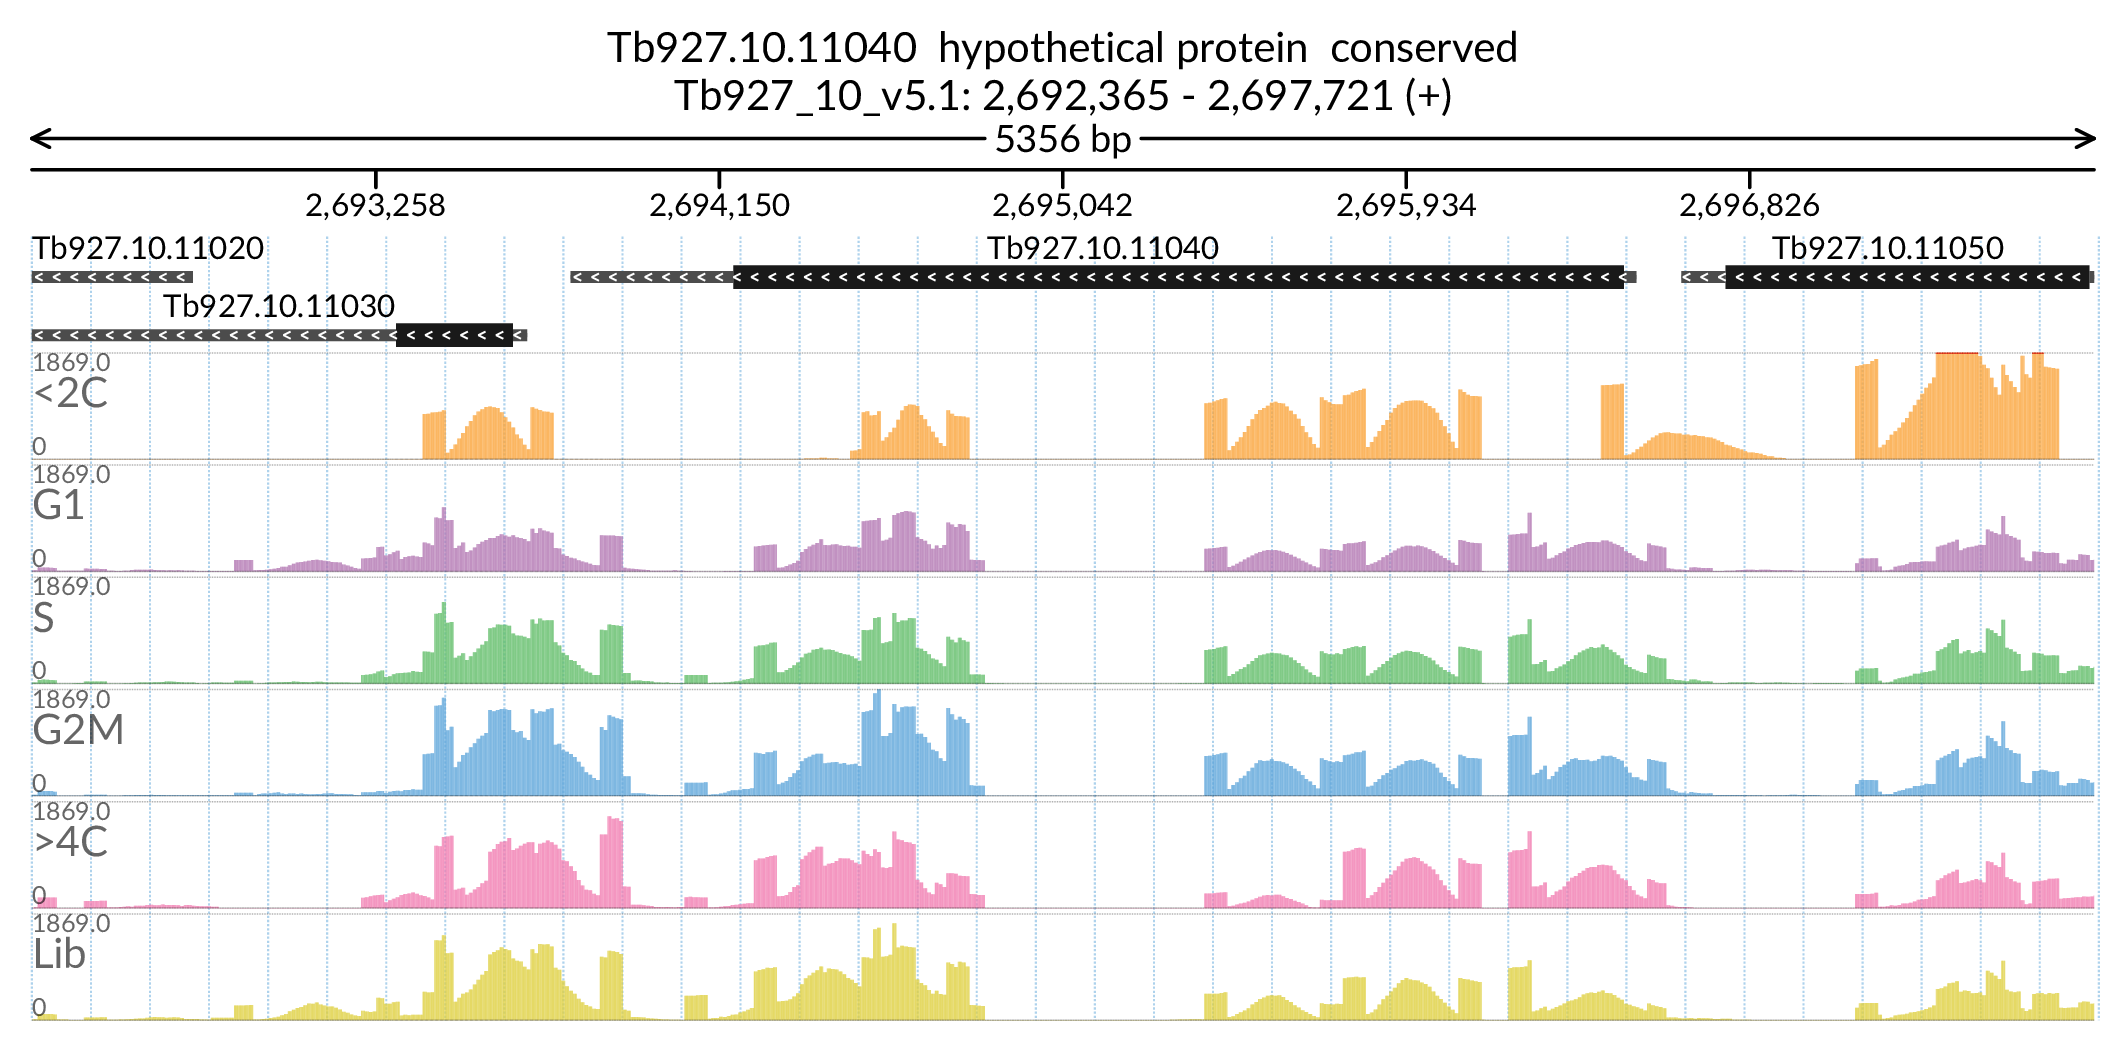 Tb927.10.11040  hypothetical protein  conserved
Tb927_10_v5.1: 2,692,365 - 2,697,721 (+)
5356 bp
2,693,258 2,694,150 2,695,042 2,695,934 2,696,826
Tb927.10.11020 Tb927.10.11040 Tb927.10.11050
Tb927.10.11030
1869.0
<2C
0
1869.0
G1
0
1869.0
S
0
1869.0
G2M
0
1869.0
>4C
0
1869.0
Lib
0